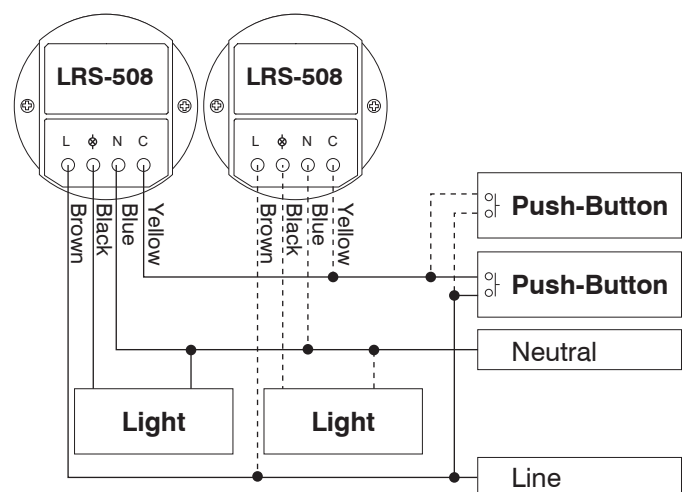 LRS-508
L N C
Brown
Black
Blue
Yellow
LRS-508
L N C
Brown
Black
Blue
Yellow
Push-Button
Push-Button
Neutral
Light
Light
Line